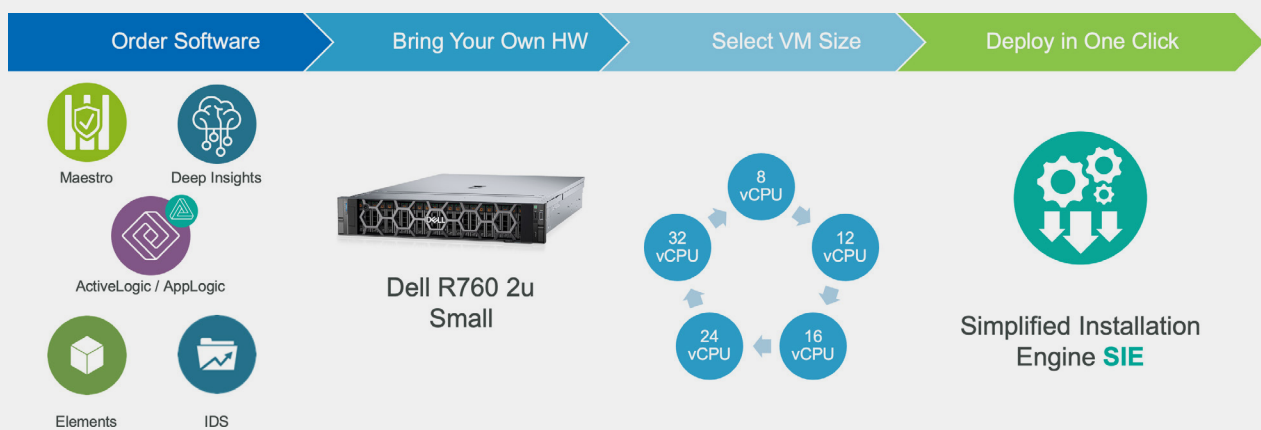 Order Software
Bring Your Own HW
Select VM Size
Deploy in One Click
Maestro
Deep Insights
ActiveLogic / AppLogic
Elements
IDS
DELL
Dell R760 2u
Small
8
vCPU
12
vCPU
16
vCPU
24
vCPU
32
vCPU
Simplified Installation
Engine SIE